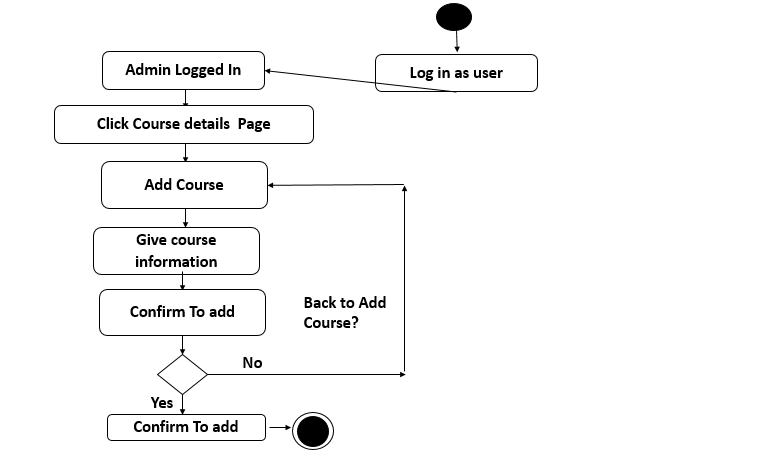 Log in as user
Admin Logged In
Click Course details  Page
Add Course
Give course
information
Confirm To add
Back to Add
Course?
No
Yes
Confirm To add